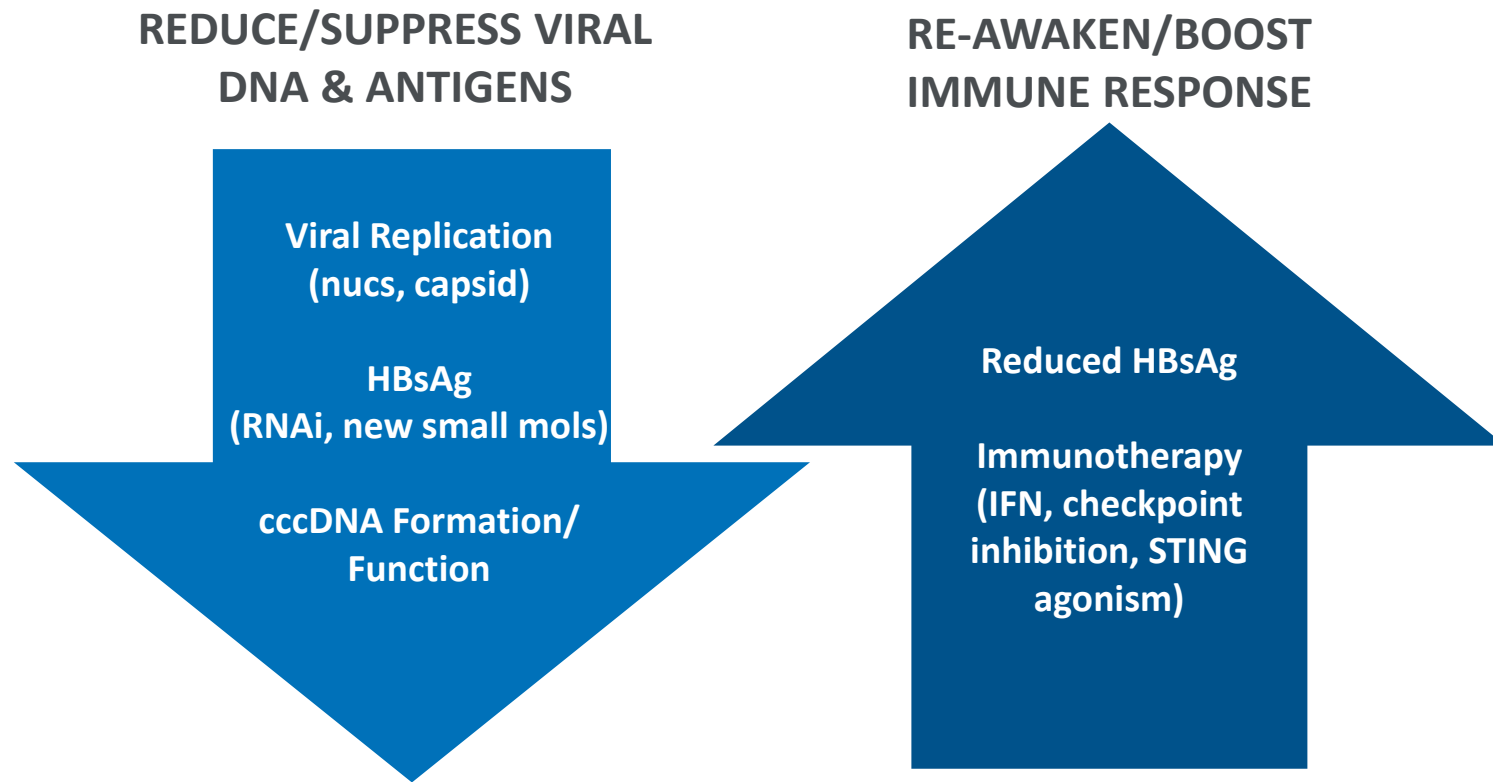 REDUCE/SUPPRESS VIRAL
DNA & ANTIGENS
Viral Replication
(nucs, capsid)
HBsAg
(RNAi, new small mols)
cccDNA Formation/
Function
RE-AWAKEN/BOOST
IMMUNE RESPONSE
Reduced HBsAg
Immunotherapy
(IFN, checkpoint
inhibition, STING
agonism)